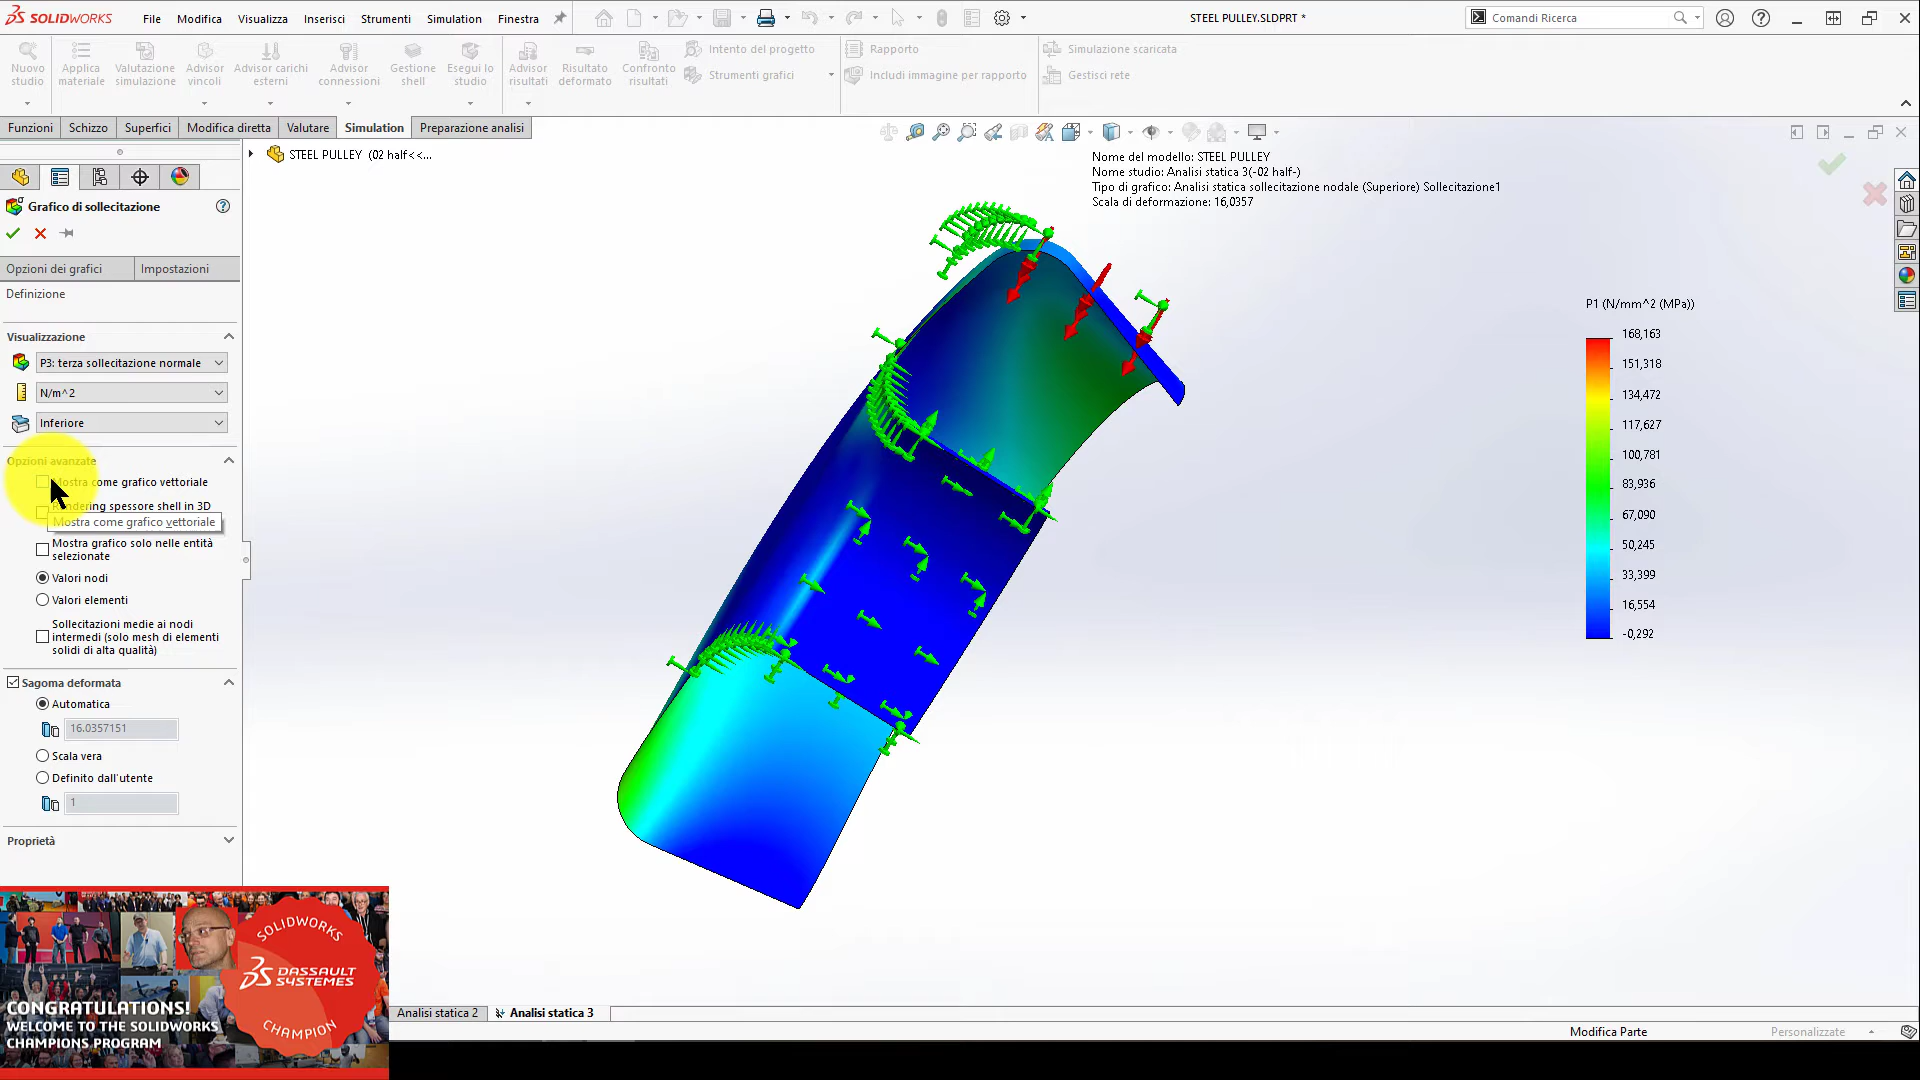 SOLIDWORKS
File
Modifica
Visualizza
Inserisci
Strumenti
Simulation
Finestra
STEEL PULLEY.SLDPRT *
Comandi Ricerca
Nuovo studio
Applica materiale
Valutazione simulazione
Advisor vincoli
Advisor carichi esterni
Advisor connessioni
Gestione shell
Esegui lo studio
Advisor risultati
Risultato deformato
Confronto risultati
Intento del progetto
Strumenti grafici
Rapporto
Includi immagine per rapporto
Simulazione scaricata
Gestisci rete
Funzioni
Schizzo
Superfici
Modifica diretta
Valutare
Simulation
Preparazione analisi
STEEL PULLEY (02 half<<...
Nome del modello: STEEL PULLEY
Nome studio: Analisi statica 3(-02 half-)
Tipo di grafico: Analisi statica sollecitazione nodale (Superiore) Sollecitazione1
Scala di deformazione: 16,0357
Grafico di sollecitazione
Opzioni dei grafici
Impostazioni
Definizione
Visualizzazione
P3: terza sollecitazione normale
N/m^2
Inferiore
Opzioni avanzate
Mostra come grafico vettoriale
Rendering spessore shell in 3D
Mostra come grafico vettoriale
Mostra grafico solo nelle entità
selezionate
Valori nodi
Valori elementi
Sollecitazioni medie ai nodi
intermedi (solo mesh di elementi
solidi di alta qualità)
Sagoma deformata
Automatica
16.0357151
Scala vera
Definito dall'utente
1
Proprietà
P1 (N/mm^2 (MPa))
168,163
151,318
134,472
117,627
100,781
83,936
67,090
50,245
33,399
16,554
-0,292
SOLIDWORKS
DASSAULT
SYSTEMES
CHAMPION
CONGRATULATIONS!
WELCOME TO THE SOLIDWORKS
CHAMPIONS PROGRAM
Analisi statica 2
Analisi statica 3
Modifica Parte
Personalizzate